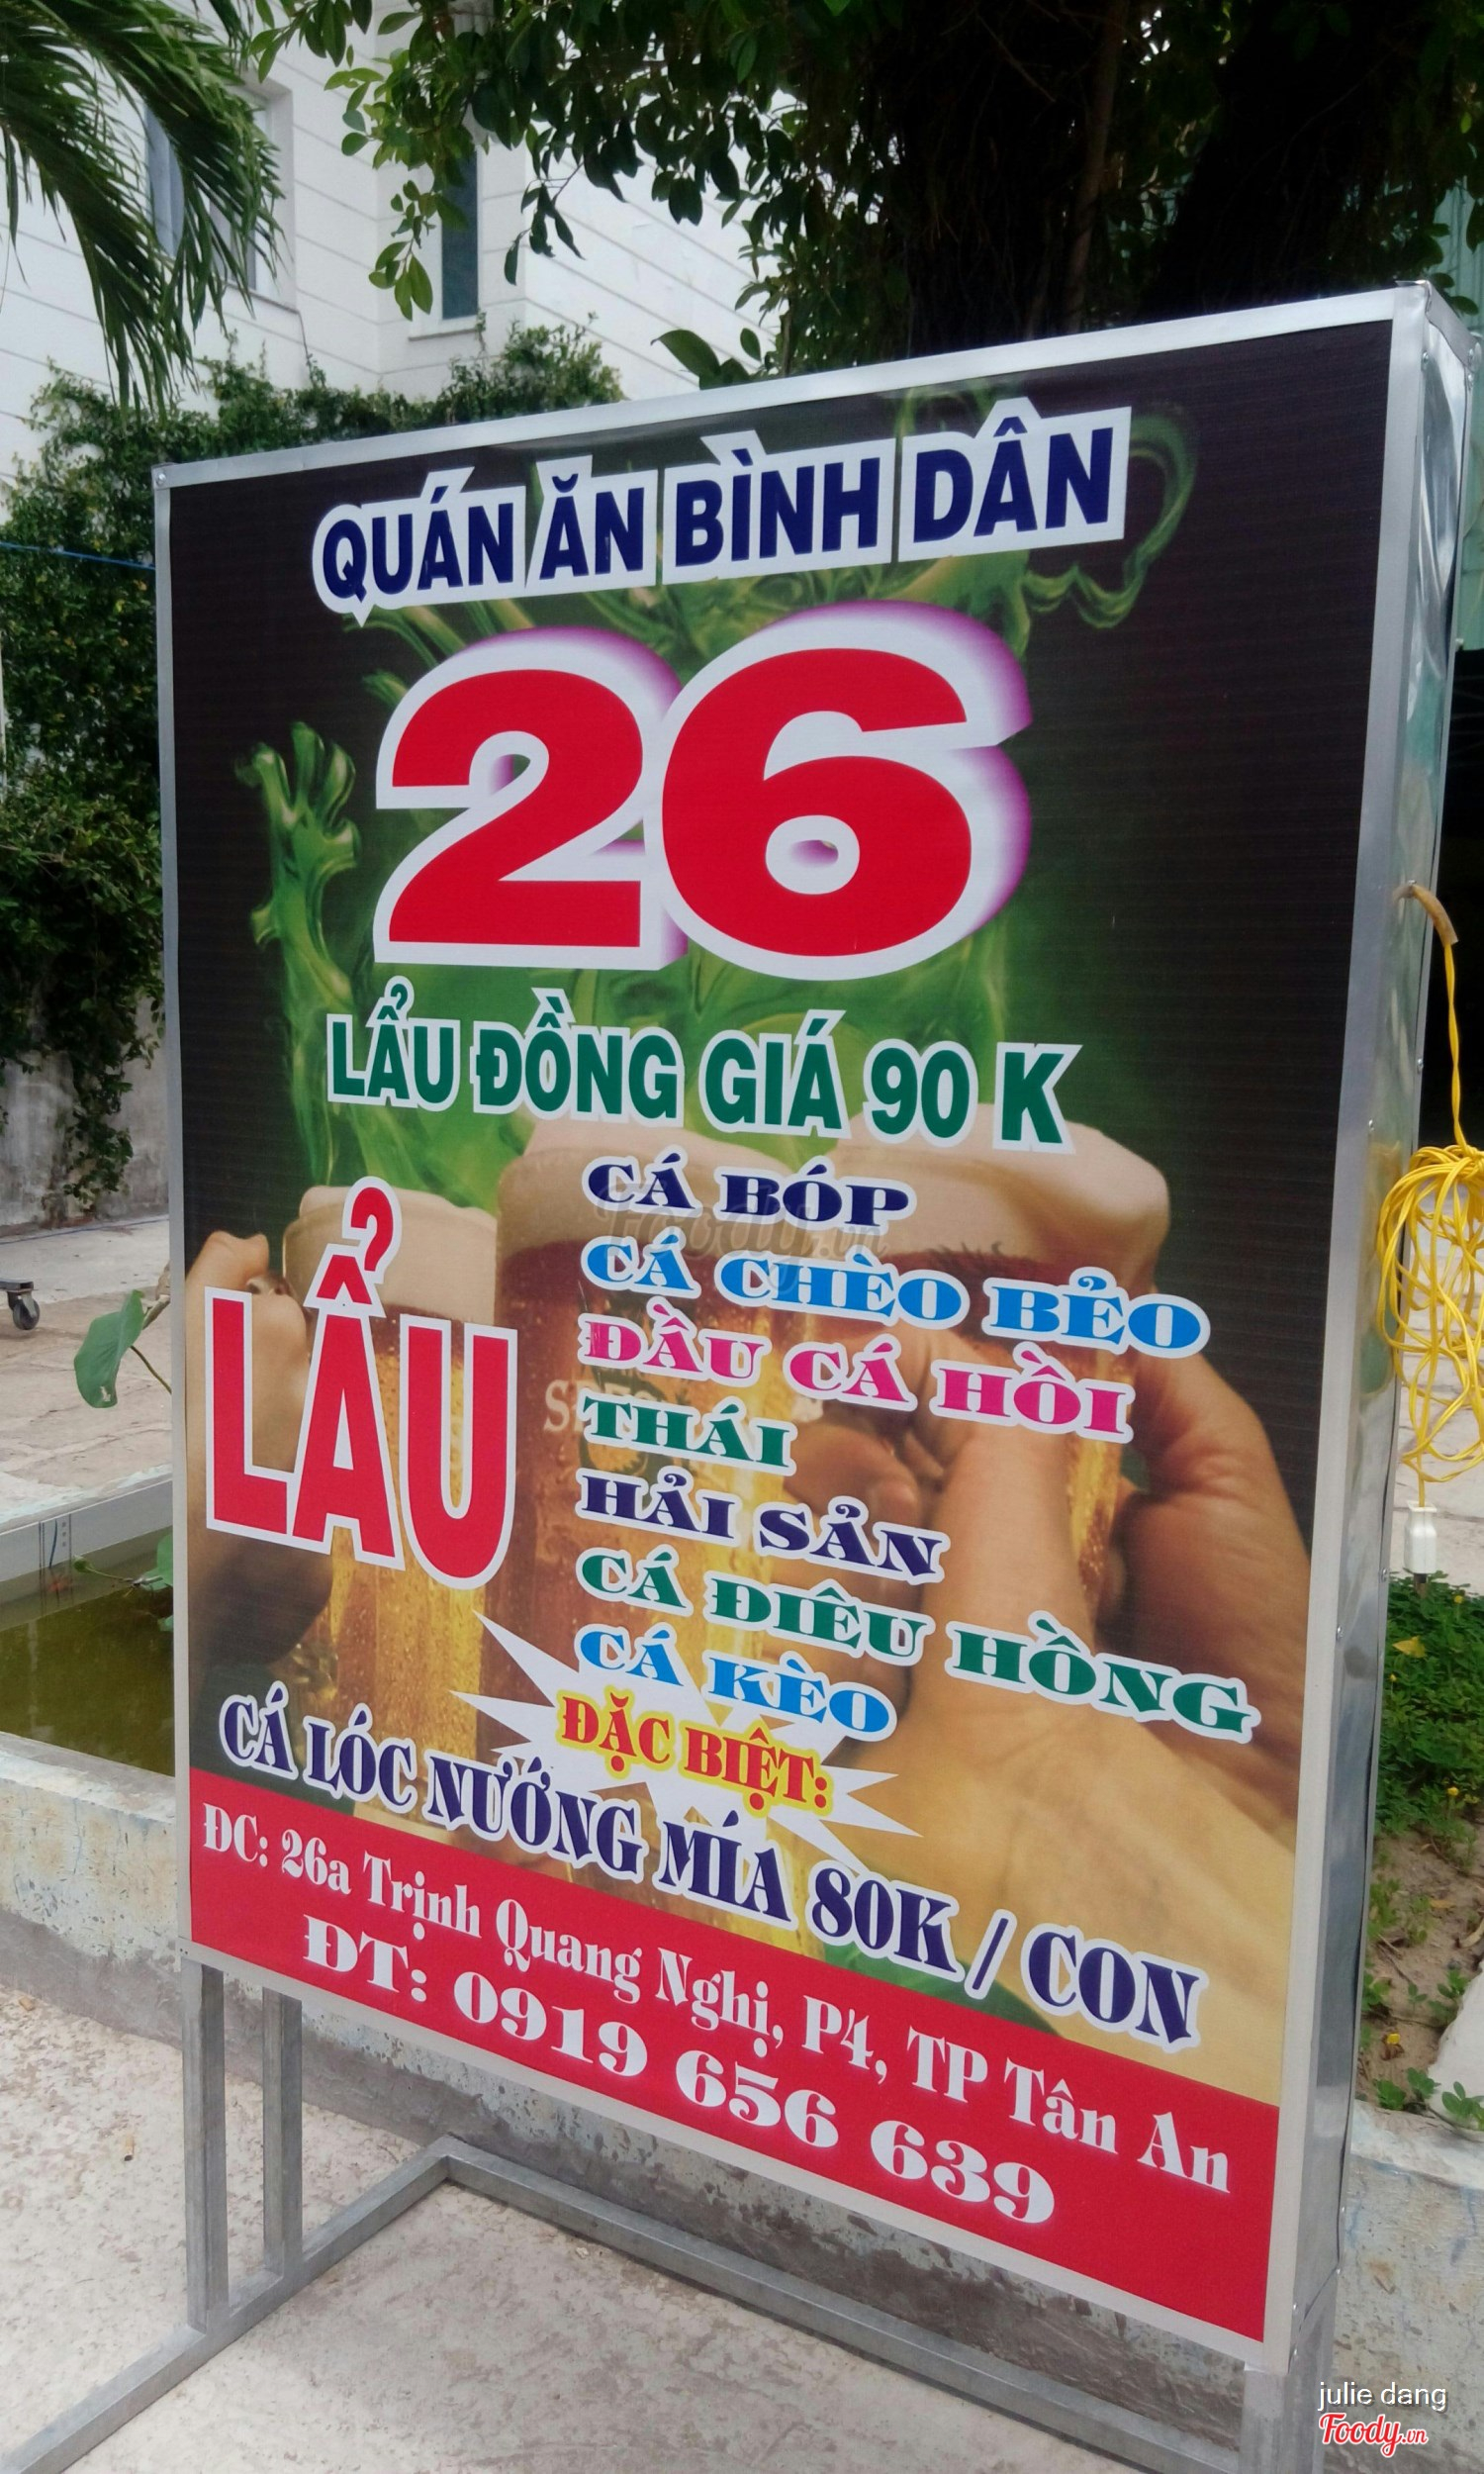 QUÁN ĂN BÌNH DÂN
26
LẨU ĐỒNG GIÁ 90 K
LẨU
CÁ BÓP
CÁ CHÈO BẺO
ĐẦU CÁ HỒI
THÁI
HẢI SẢN
CÁ ĐIÊU HỒNG
CÁ KÈO
ĐẶC BIỆT:
CÁ LÓC NƯỚNG MÍA 80K / CON
ĐC: 26a Trịnh Quang Nghị, P4, TP Tân An
ĐT: 0919 656 639
Foody.vn
julie dang
Foody.vn